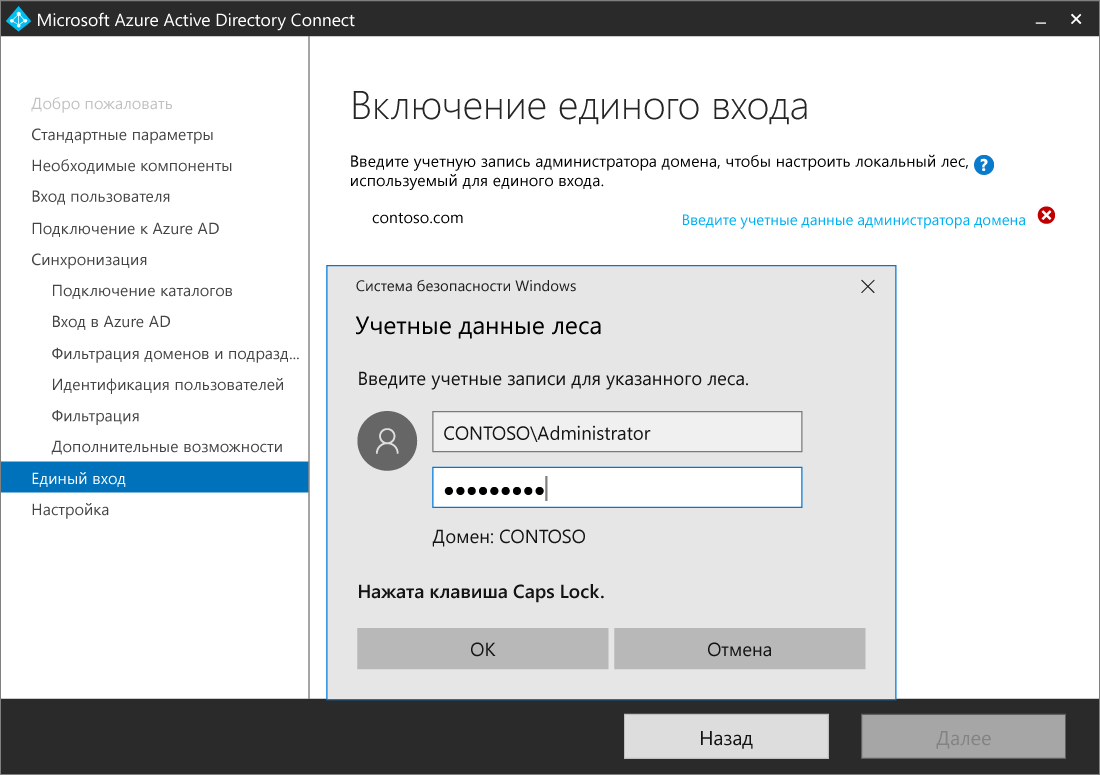 Microsoft Azure Active Directory Connect
Добро пожаловать
Стандартные параметры
Необходимые компоненты
Вход пользователя
Подключение к Azure AD
Синхронизация
Подключение каталогов
Вход в Azure AD
Фильтрация доменов и подразд...
Идентификация пользователей
Фильтрация
Дополнительные возможности
Единый вход
Настройка
Включение единого входа
Введите учетную запись администратора домена, чтобы настроить локальный лес, ?
используемый для единого входа.
contoso.com Введите учетные данные администратора домена
Система безопасности Windows
Учетные данные леса
Введите учетные записи для указанного леса.
CONTOSO\Administrator
●●●●●●●●●
Домен: CONTOSO
Нажата клавиша Caps Lock.
ОК Отмена
Назад Далее